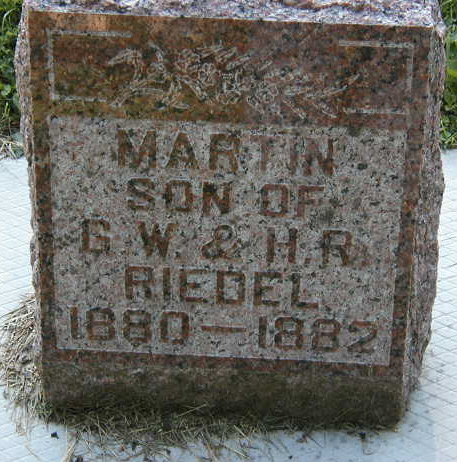 MARTIN
SON OF
G.W. & H.R.
RIEDEL
1880—1882